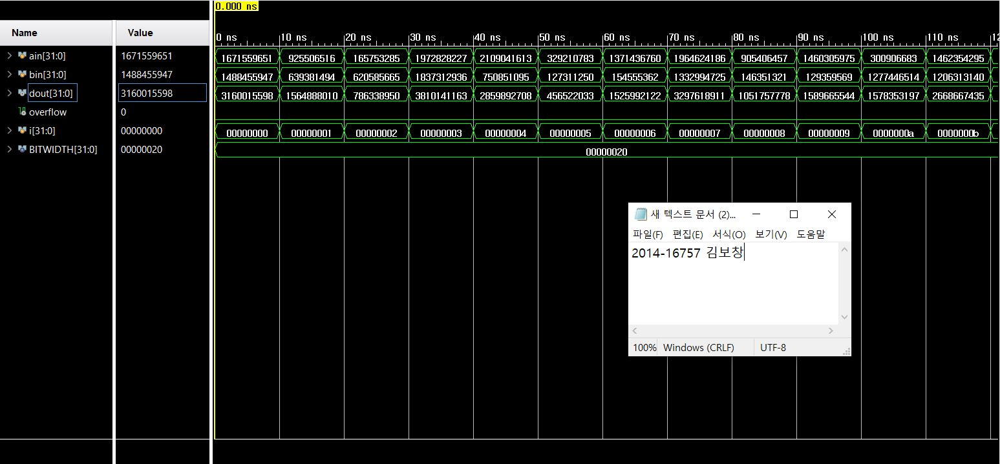 0.000 ns
Name Value
0 ns 10 ns 20 ns 30 ns 40 ns 50 ns 60 ns 70 ns 80 ns 90 ns 100 ns 110 ns 12
ain[31:0] 1671559651 1671559651 925506516 165753285 1972828227 2109041613 329210783 1371436760 1964624186 905406457 1460305975 300906683 1462354295
bin[31:0] 1488455947 1488455947 639381494 620585665 1837312936 750851095 127311250 154555362 1332994725 146351321 129359569 1277446514 1206313140
dout[31:0] 3160015598 3160015598 1564888010 786338950 3810141163 2859892708 456522033 1525992122 3297618911 1051757778 1589665544 1578353197 2668667435
overflow 0
i[31:0] 00000000 00000000 00000001 00000002 00000003 00000004 00000005 00000006 00000007 00000008 00000009 0000000a 0000000b
BITWIDTH[31:0] 00000020 00000020
새 텍스트 문서 (2)...
파일(F) 편집(E) 서식(O) 보기(V) 도움말
2014-16757 김보창
100% Windows (CRLF) UTF-8